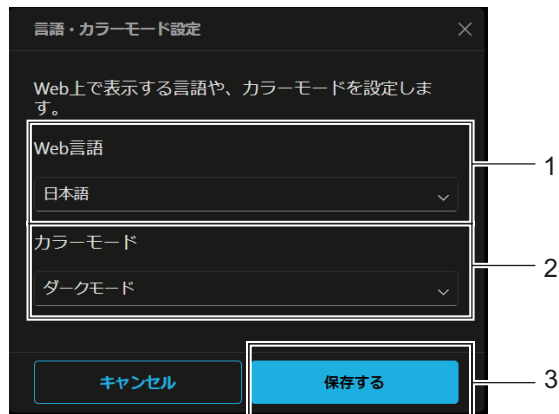 言語・カラーモード設定
Web上で表示する言語や、カラーモードを設定しま
す。
Web言語
1
日本語
カラーモード
2
ダークモード
キャンセル
保存する
3